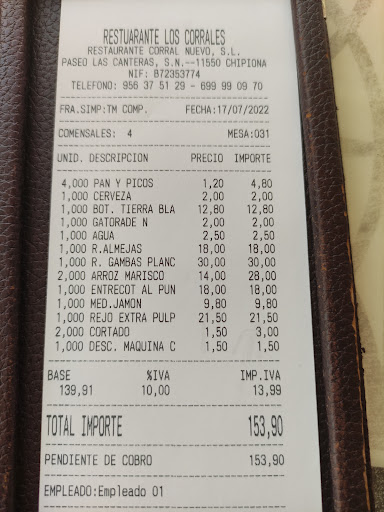 RESTUARANTE LOS CORRALES
RESTAURANTE CORRAL NUEVO, S.L.
PASEO LAS CANTERAS, S.N.--11550 CHIPIONA
NIF: B72353774
TELEFONO: 956 37 51 29 - 699 99 09 70
FRA.SIMP:TM COMP. FECHA:17/07/2022
COMENSALES: 4 MESA:031
UNID. DESCRIPCION PRECIO IMPORTE
4,000 PAN Y PICOS 1,20 4,80
1,000 CERVEZA 2,00 2,00
1,000 BOT. TIERRA BLA 12,80 12,80
1,000 GATORADE N 2,00 2,00
1,000 AGUA 2,50 2,50
1,000 R.ALMEJAS 18,00 18,00
1,000 R. GAMBAS PLANC 30,00 30,00
2,000 ARROZ MARISCO 14,00 28,00
1,000 ENTRECOT AL PUN 18,00 18,00
1,000 MED.JAMON 9,80 9,80
1,000 REJO EXTRA PULP 21,50 21,50
2,000 CORTADO 1,50 3,00
1,000 DESC. MAQUINA C 1,50 1,50
BASE %IVA IMP.IVA
139,91 10,00 13,99
TOTAL IMPORTE 153,90
PENDIENTE DE COBRO 153,90
EMPLEADO:Empleado 01